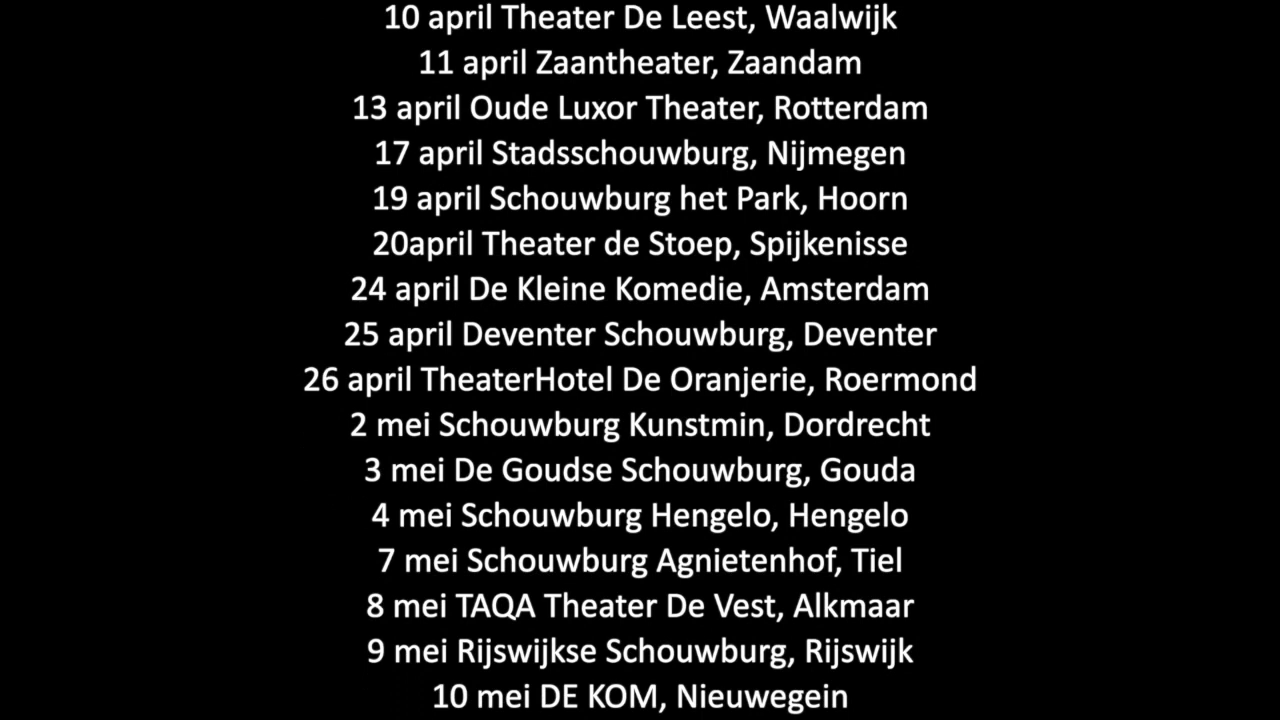 10 april Theater De Leest, Waalwijk
11 april Zaantheater, Zaandam
13 april Oude Luxor Theater, Rotterdam
17 april Stadsschouwburg, Nijmegen
19 april Schouwburg het Park, Hoorn
20april Theater de Stoep, Spijkenisse
24 april De Kleine Komedie, Amsterdam
25 april Deventer Schouwburg, Deventer
26 april TheaterHotel De Oranjerie, Roermond
2 mei Schouwburg Kunstmin, Dordrecht
3 mei De Goudse Schouwburg, Gouda
4 mei Schouwburg Hengelo, Hengelo
7 mei Schouwburg Agnietenhof, Tiel
8 mei TAQA Theater De Vest, Alkmaar
9 mei Rijswijkse Schouwburg, Rijswijk
10 mei DE KOM, Nieuwegein